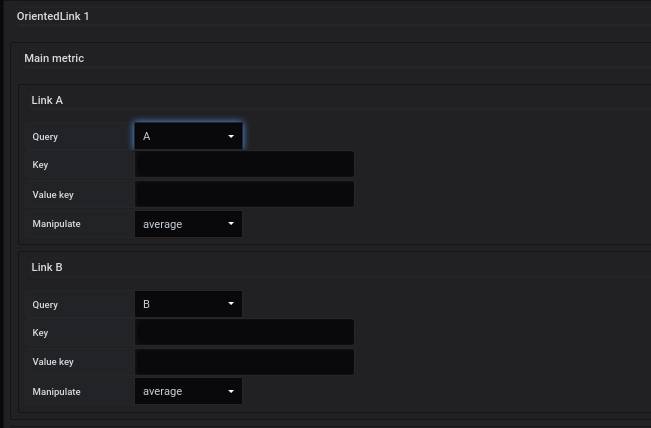 OrientedLink 1
Main metric
Link A
Query A
Key
Value key
Manipulate average
Link B
Query B
Key
Value key
Manipulate average